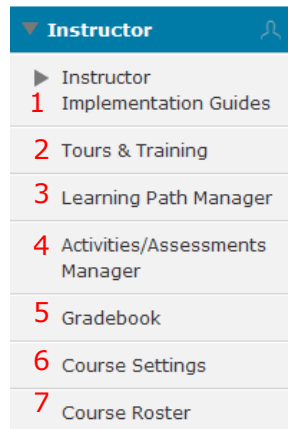 Instructor
Instructor
1 Implementation Guides
2 Tours & Training
3 Learning Path Manager
4 Activities/Assessments
Manager
5 Gradebook
6 Course Settings
7 Course Roster